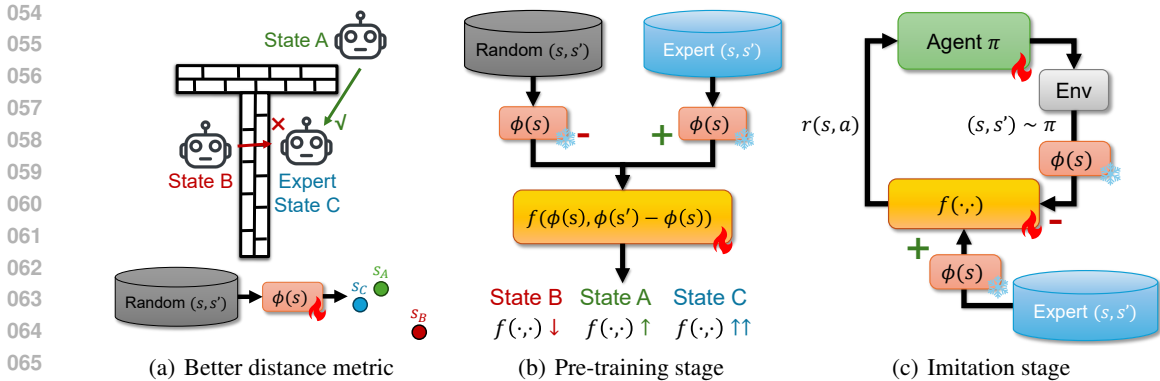 054
054
055
056
057
058
059
060
061
062
063
064
065
State A
×
√
State B
Expert
State C
Random (s, s′)
ϕ(s)
s_A
s_C
s_B
(a) Better distance metric
Random (s, s′)
Expert (s, s′)
ϕ(s)
-
+
ϕ(s)
f(ϕ(s), ϕ(s′) − ϕ(s))
State B State A State C
f(·,·) ↓ f(·,·) ↑ f(·,·) ↑↑
(b) Pre-training stage
Agent π
Env
r(s, a)
(s, s′) ~ π
ϕ(s)
f(·,·)
-
+
ϕ(s)
Expert (s, s′)
(c) Imitation stage